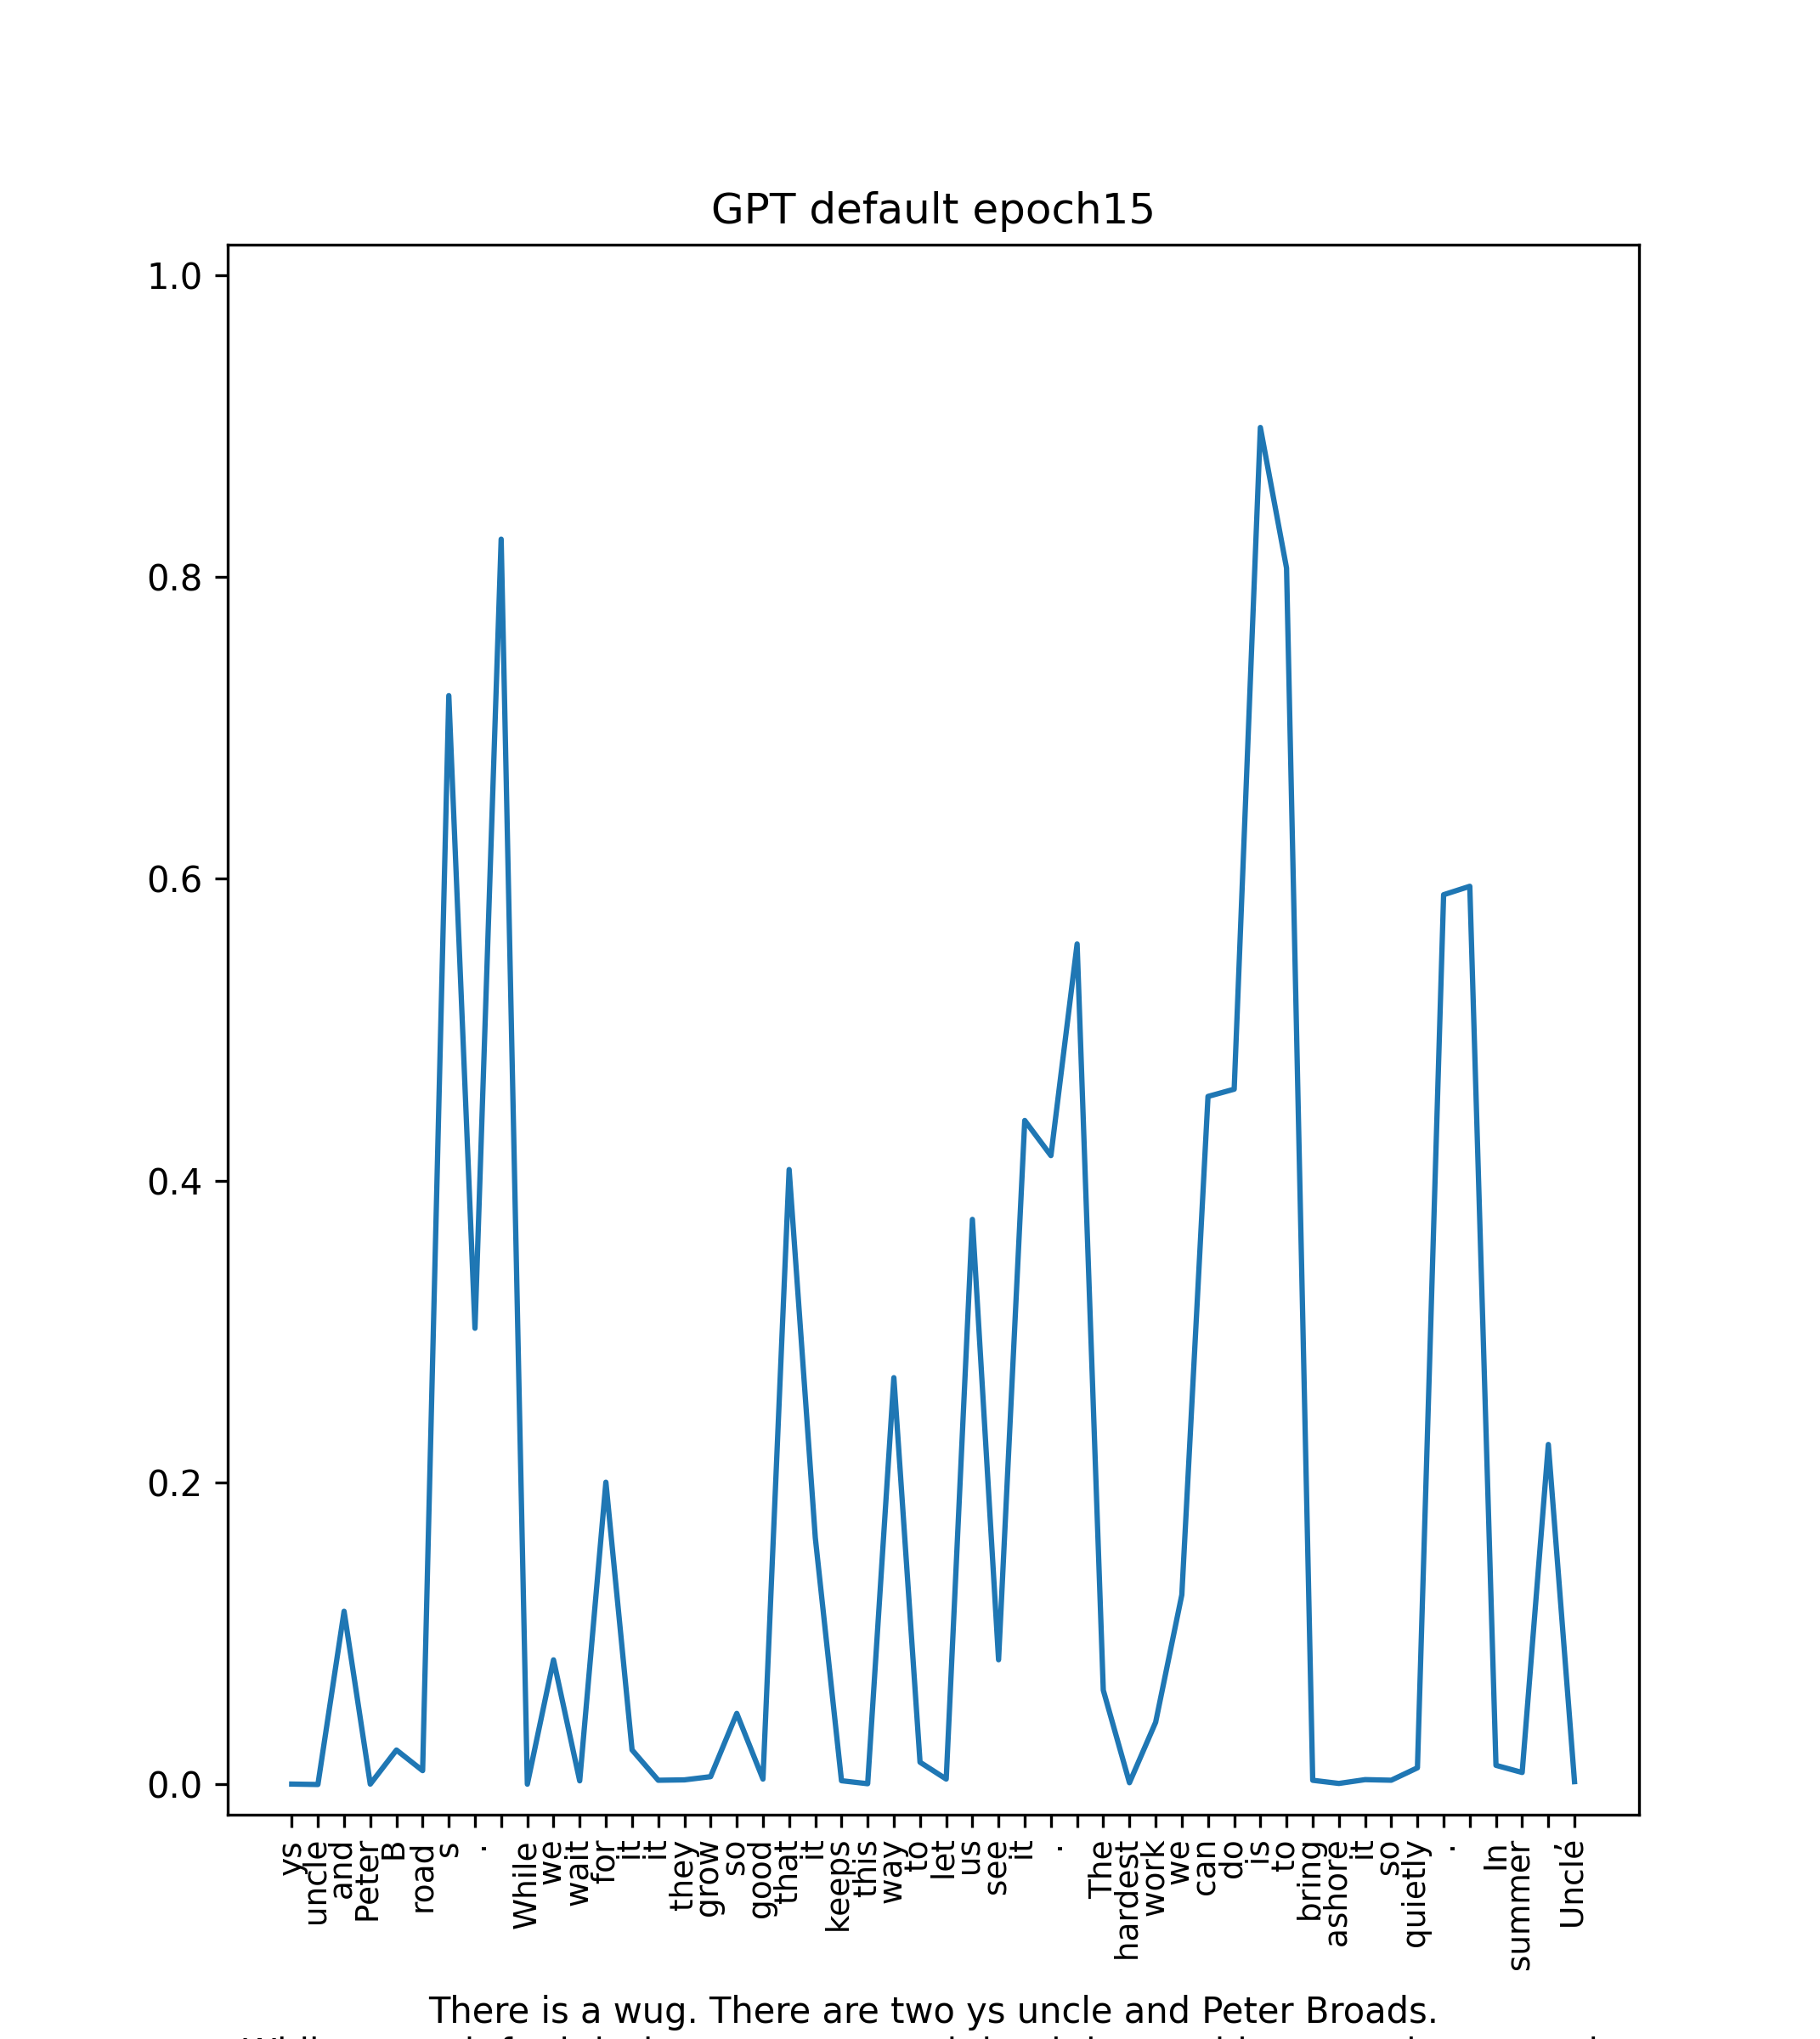 GPT default epoch15
1.0
0.8
0.6
0.4
0.2
0.0
ys
uncle
and
Peter
B
road
s
.
While
we
wait
for
it
it
they
grow
so
good
that
it
keeps
this
way
to
let
us
see
it
.
The
hardest
work
we
can
do
is
to
bring
ashore
it
so
quietly
.
In
summer
,
Uncle
There is a wug. There are two ys uncle and Peter Broads.